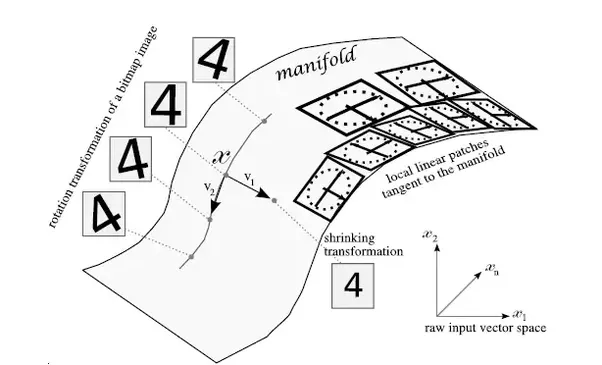 rotation transformation of a bitmap image
4
4
4
4
manifold
x
v1
v2
local linear patches
tangent to the manifold
shrinking
transformation
4
x2
xn
x1
raw input vector space